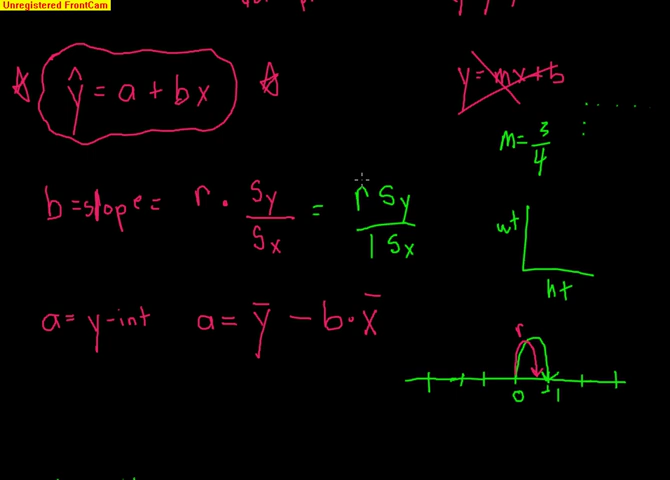 Unregistered FrontCam
ŷ = a + bx
y = mx + b
m = 3/4
b = slope = r · Sy/Sx = r Sy / 1 Sx
wt
ht
a = y-int a = ȳ − b · x̄
r
0 +1